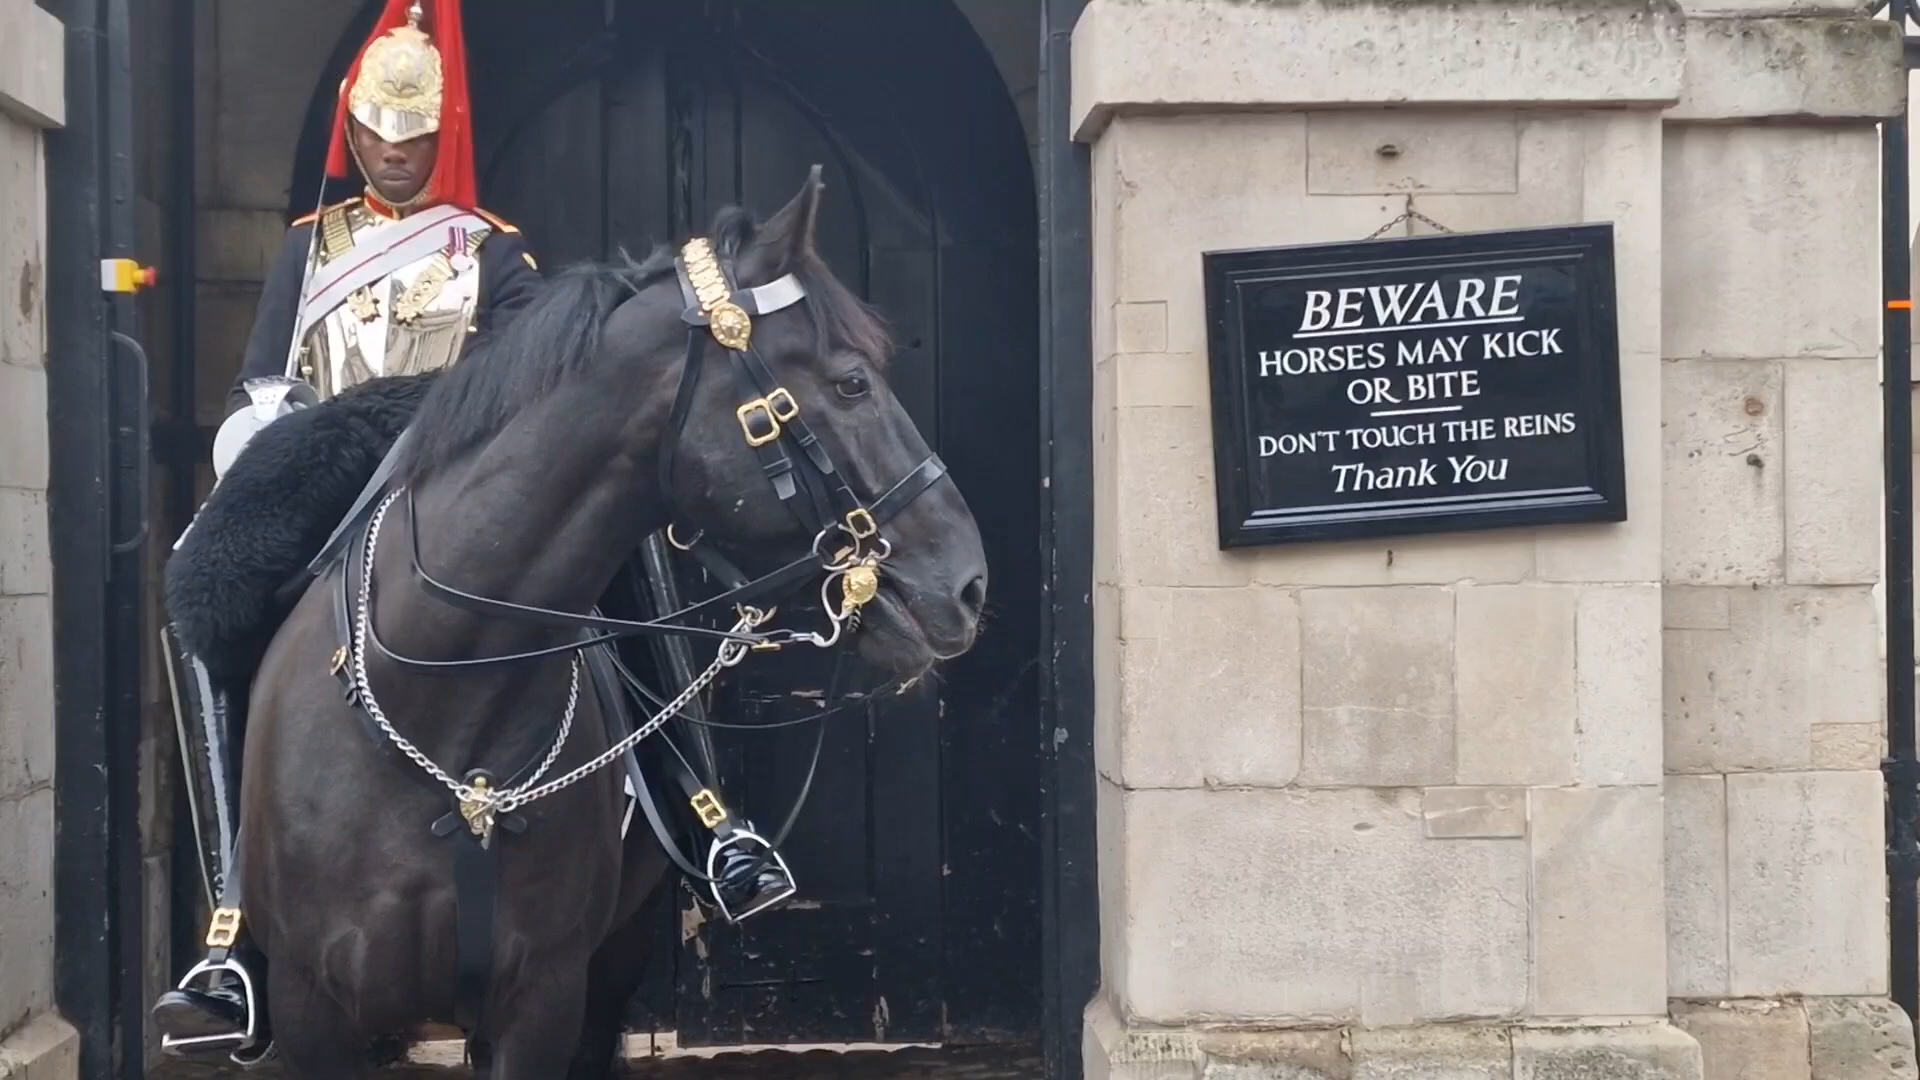 BEWARE
HORSES MAY KICK
OR BITE
DON'T TOUCH THE REINS
Thank You